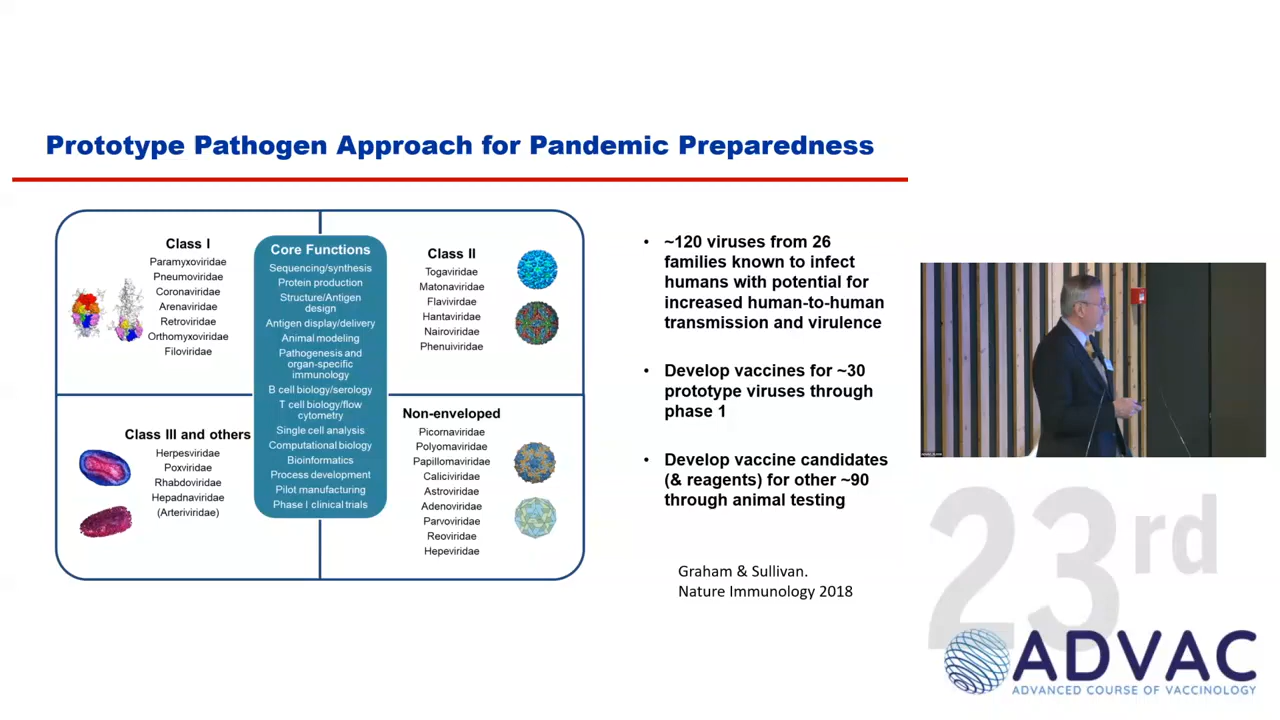 Prototype Pathogen Approach for Pandemic Preparedness
Class I
Paramyxoviridae
Pneumoviridae
Coronaviridae
Arenaviridae
Retroviridae
Orthomyxoviridae
Filoviridae
Core Functions
Sequencing/synthesis
Protein production
Structure/Antigen
design
Antigen display/delivery
Animal modeling
Pathogenesis and
organ-specific
immunology
B cell biology/serology
T cell biology/flow
cytometry
Single cell analysis
Computational biology
Bioinformatics
Process development
Pilot manufacturing
Phase I clinical trials
Class II
Togaviridae
Matonaviridae
Flaviviridae
Hantaviridae
Nairoviridae
Phenuiviridae
Class III and others
Herpesviridae
Poxviridae
Rhabdoviridae
Hepadnaviridae
(Arteriviridae)
Non-enveloped
Picornaviridae
Polyomaviridae
Papillomaviridae
Caliciviridae
Astroviridae
Adenoviridae
Parvoviridae
Reoviridae
Hepeviridae
• ~120 viruses from 26
families known to infect
humans with potential for
increased human-to-human
transmission and virulence
• Develop vaccines for ~30
prototype viruses through
phase 1
• Develop vaccine candidates
(& reagents) for other ~90
through animal testing
Graham & Sullivan.
Nature Immunology 2018
23rd
ADVAC
ADVANCED COURSE OF VACCINOLOGY